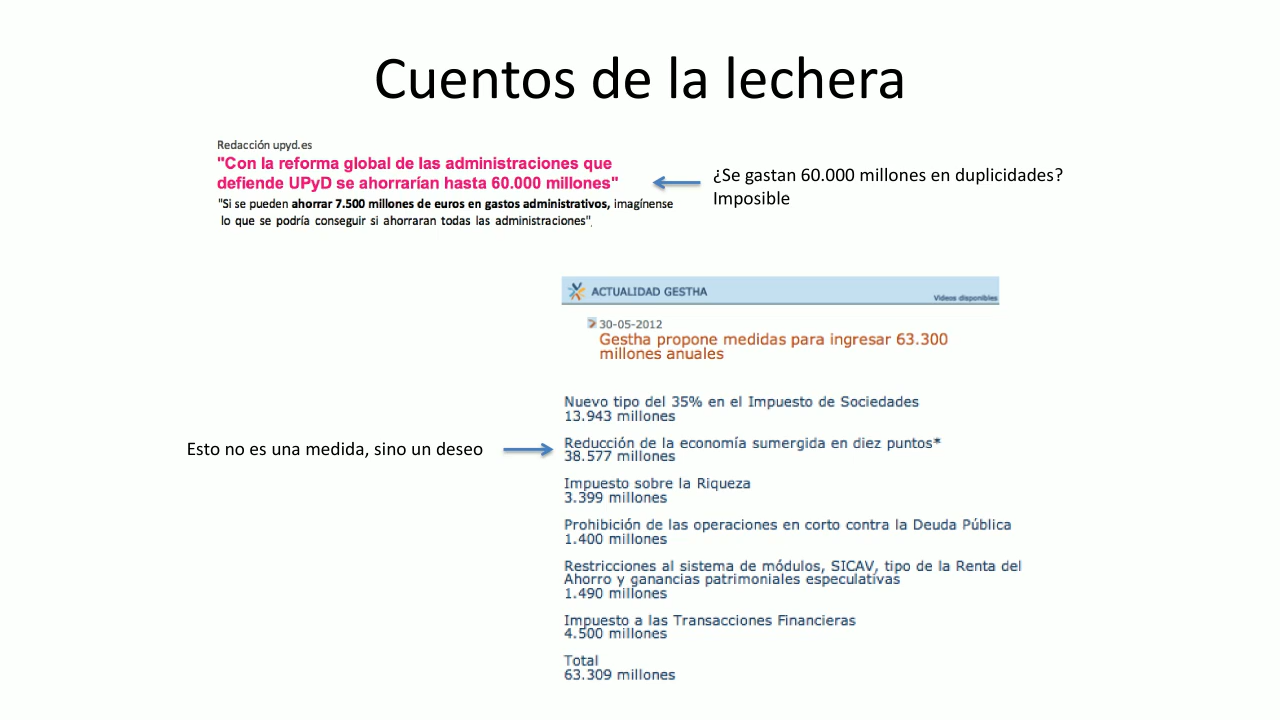 Cuentos de la lechera
Redacción upyd.es
"Con la reforma global de las administraciones que
defiende UPyD se ahorrarían hasta 60.000 millones"
"Si se pueden ahorrar 7.500 millones de euros en gastos administrativos, imagínense
lo que se podría conseguir si ahorraran todas las administraciones".
¿Se gastan 60.000 millones en duplicidades?
Imposible
ACTUALIDAD GESTHA
Videos disponibles
30-05-2012
Gestha propone medidas para ingresar 63.300
millones anuales
Nuevo tipo del 35% en el Impuesto de Sociedades
13.943 millones
Esto no es una medida, sino un deseo
Reducción de la economía sumergida en diez puntos*
38.577 millones
Impuesto sobre la Riqueza
3.399 millones
Prohibición de las operaciones en corto contra la Deuda Pública
1.400 millones
Restricciones al sistema de módulos, SICAV, tipo de la Renta del
Ahorro y ganancias patrimoniales especulativas
1.490 millones
Impuesto a las Transacciones Financieras
4.500 millones
Total
63.309 millones